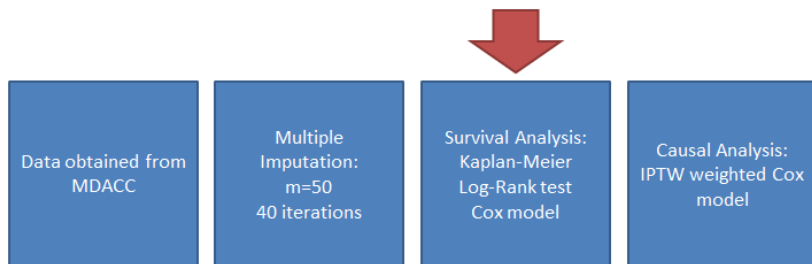 Data obtained from
MDACC
Multiple
Imputation:
m=50
40 iterations
Survival Analysis:
Kaplan-Meier
Log-Rank test
Cox model
Causal Analysis:
IPTW weighted Cox
model